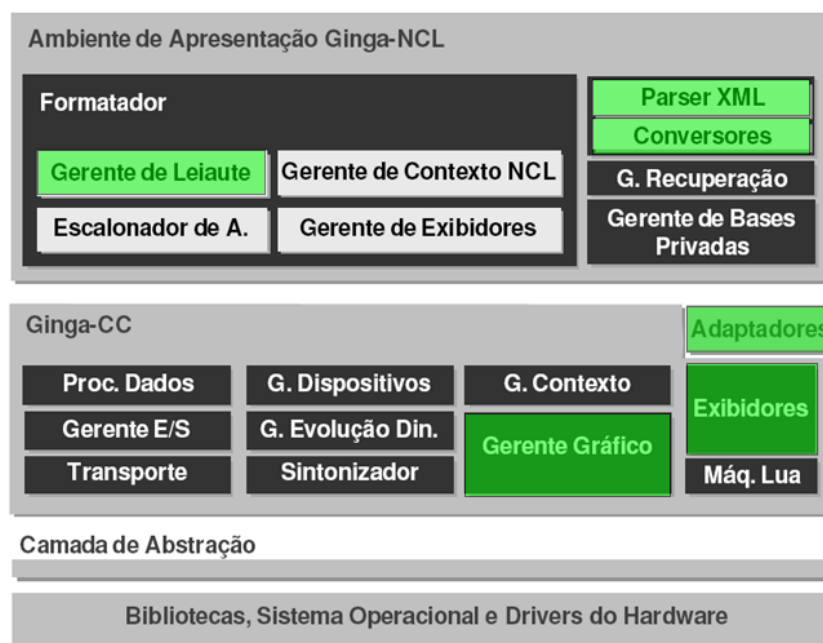 Ambiente de Apresentação Ginga-NCL
Formatador
Gerente de Leiaute
Gerente de Contexto NCL
Escalonador de A.
Gerente de Exibidores
Parser XML
Conversores
G. Recuperação
Gerente de Bases
Privadas
Ginga-CC
Adaptadores
Proc. Dados
G. Dispositivos
G. Contexto
Exibidores
Gerente E/S
G. Evolução Din.
Gerente Gráfico
Transporte
Sintonizador
Máq. Lua
Camada de Abstração
Bibliotecas, Sistema Operacional e Drivers do Hardware